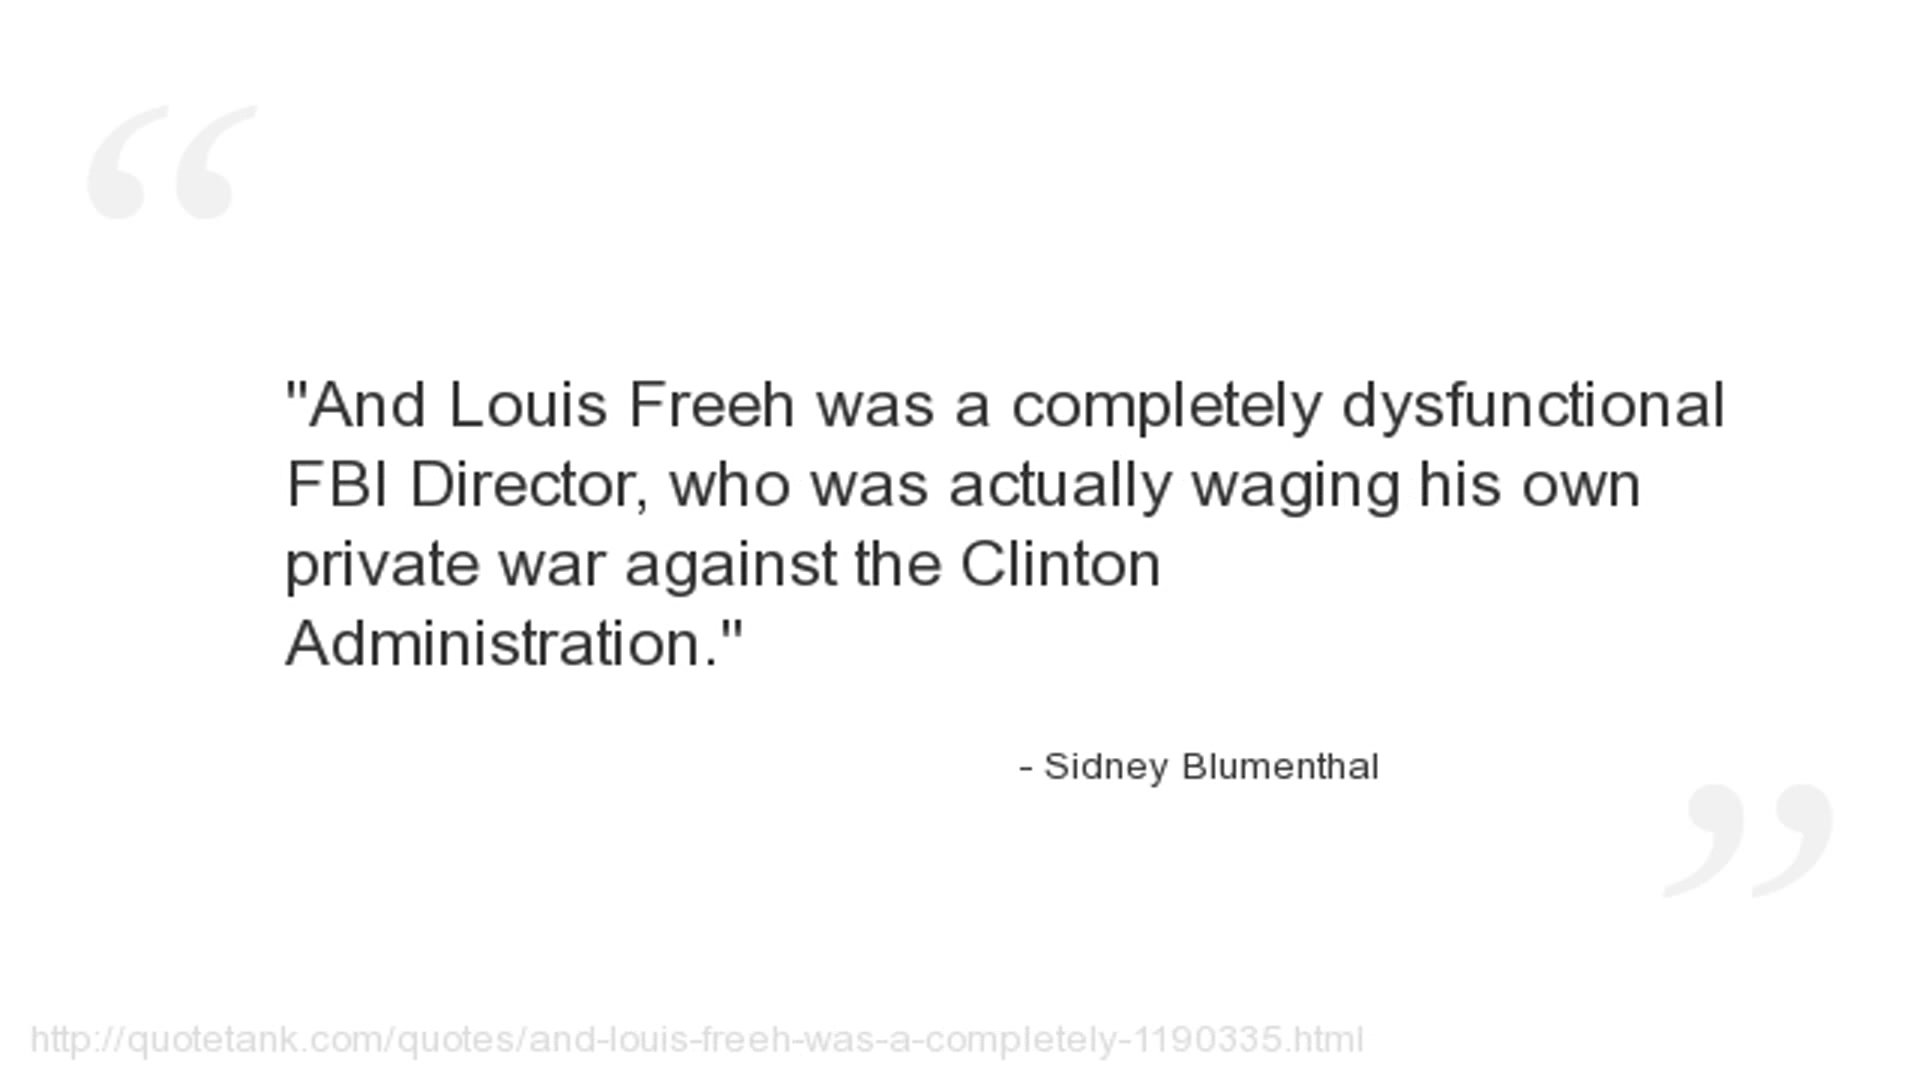 "And Louis Freeh was a completely dysfunctional
FBI Director, who was actually waging his own
private war against the Clinton
Administration."
- Sidney Blumenthal
http://quotetank.com/quotes/and-louis-freeh-was-a-completely-1190335.html